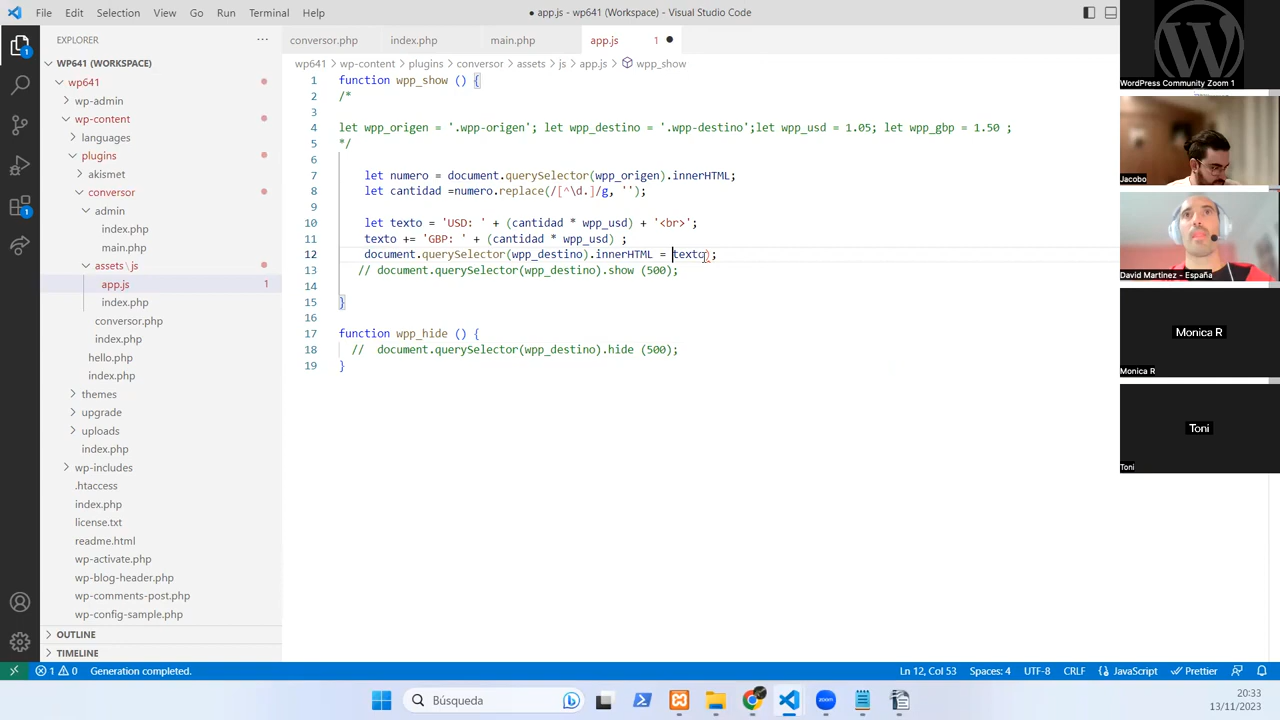 File Edit Selection View Go Run Terminal Help
● app.js - wp641 (Workspace) - Visual Studio Code
EXPLORER ···
WP641 (WORKSPACE)
wp641
wp-admin
wp-content
languages
plugins
akismet
conversor
admin
index.php
main.php
assets \ js
app.js 1
index.php
conversor.php
index.php
hello.php
index.php
themes
upgrade
uploads
index.php
wp-includes
.htaccess
index.php
license.txt
readme.html
wp-activate.php
wp-blog-header.php
wp-comments-post.php
wp-config-sample.php
OUTLINE
TIMELINE
conversor.php index.php main.php app.js 1 ●
wp641 > wp-content > plugins > conversor > assets > js > app.js > wpp_show
1 function wpp_show () {
2 /*
3
4 let wpp_origen = '.wpp-origen'; let wpp_destino = '.wpp-destino';let wpp_usd = 1.05; let wpp_gbp = 1.50 ;
5 */
6
7 let numero = document.querySelector(wpp_origen).innerHTML;
8 let cantidad =numero.replace(/[^\d.]/g, '');
9
10 let texto = 'USD: ' + (cantidad * wpp_usd) + '<br>';
11 texto += 'GBP: ' + (cantidad * wpp_usd) ;
12 document.querySelector(wpp_destino).innerHTML = texto);
13 // document.querySelector(wpp_destino).show (500);
14
15 }
16
17 function wpp_hide () {
18 // document.querySelector(wpp_destino).hide (500);
19 }
WordPress Community Zoom 1
Jacobo
David Martínez - España
Monica R
Monica R
Toni
Toni
1
1
1 0 Generation completed.
Ln 12, Col 53 Spaces: 4 UTF-8 CRLF {} JavaScript Prettier
Búsqueda
zoom
20:33
13/11/2023